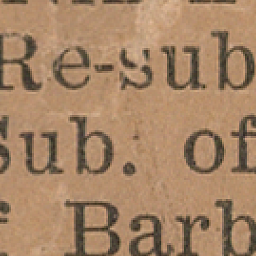 Re-sub
Sub. of
f Barb